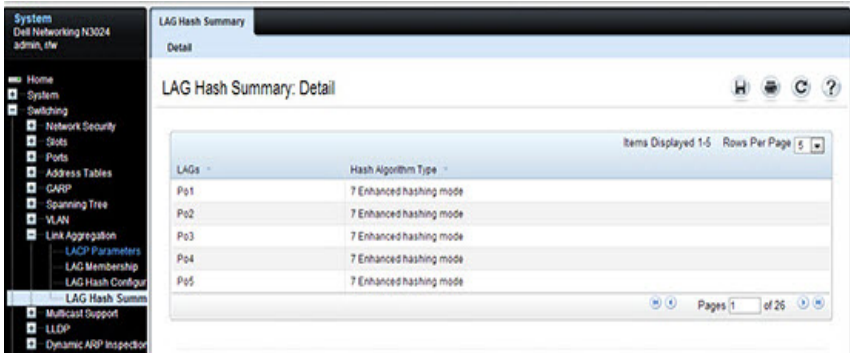 System
Dell Networking N3024
admin, r/w
Home
System
Switching
Network Security
Slots
Ports
Address Tables
GARP
Spanning Tree
VLAN
Link Aggregation
LACP Parameters
LAG Membership
LAG Hash Configur
LAG Hash Summ
Multicast Support
LLDP
Dynamic ARP Inspection
LAG Hash Summary
Detail
LAG Hash Summary: Detail
?
Items Displayed 1-5 Rows Per Page 5
LAGs Hash Algorithm Type
Po1 7 Enhanced hashing mode
Po2 7 Enhanced hashing mode
Po3 7 Enhanced hashing mode
Po4 7 Enhanced hashing mode
Po5 7 Enhanced hashing mode
Pages 1 of 26